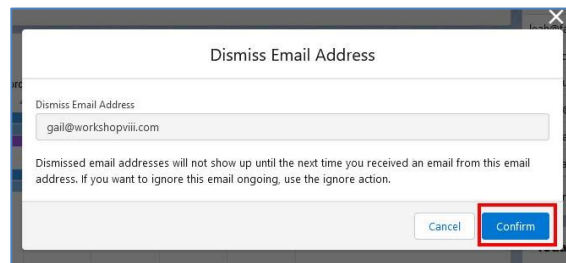 Dismiss Email Address
Dismiss Email Address
gail@workshopviii.com
Dismissed email addresses will not show up until the next time you received an email from this email
address. If you want to ignore this email ongoing, use the ignore action.
Cancel
Confirm